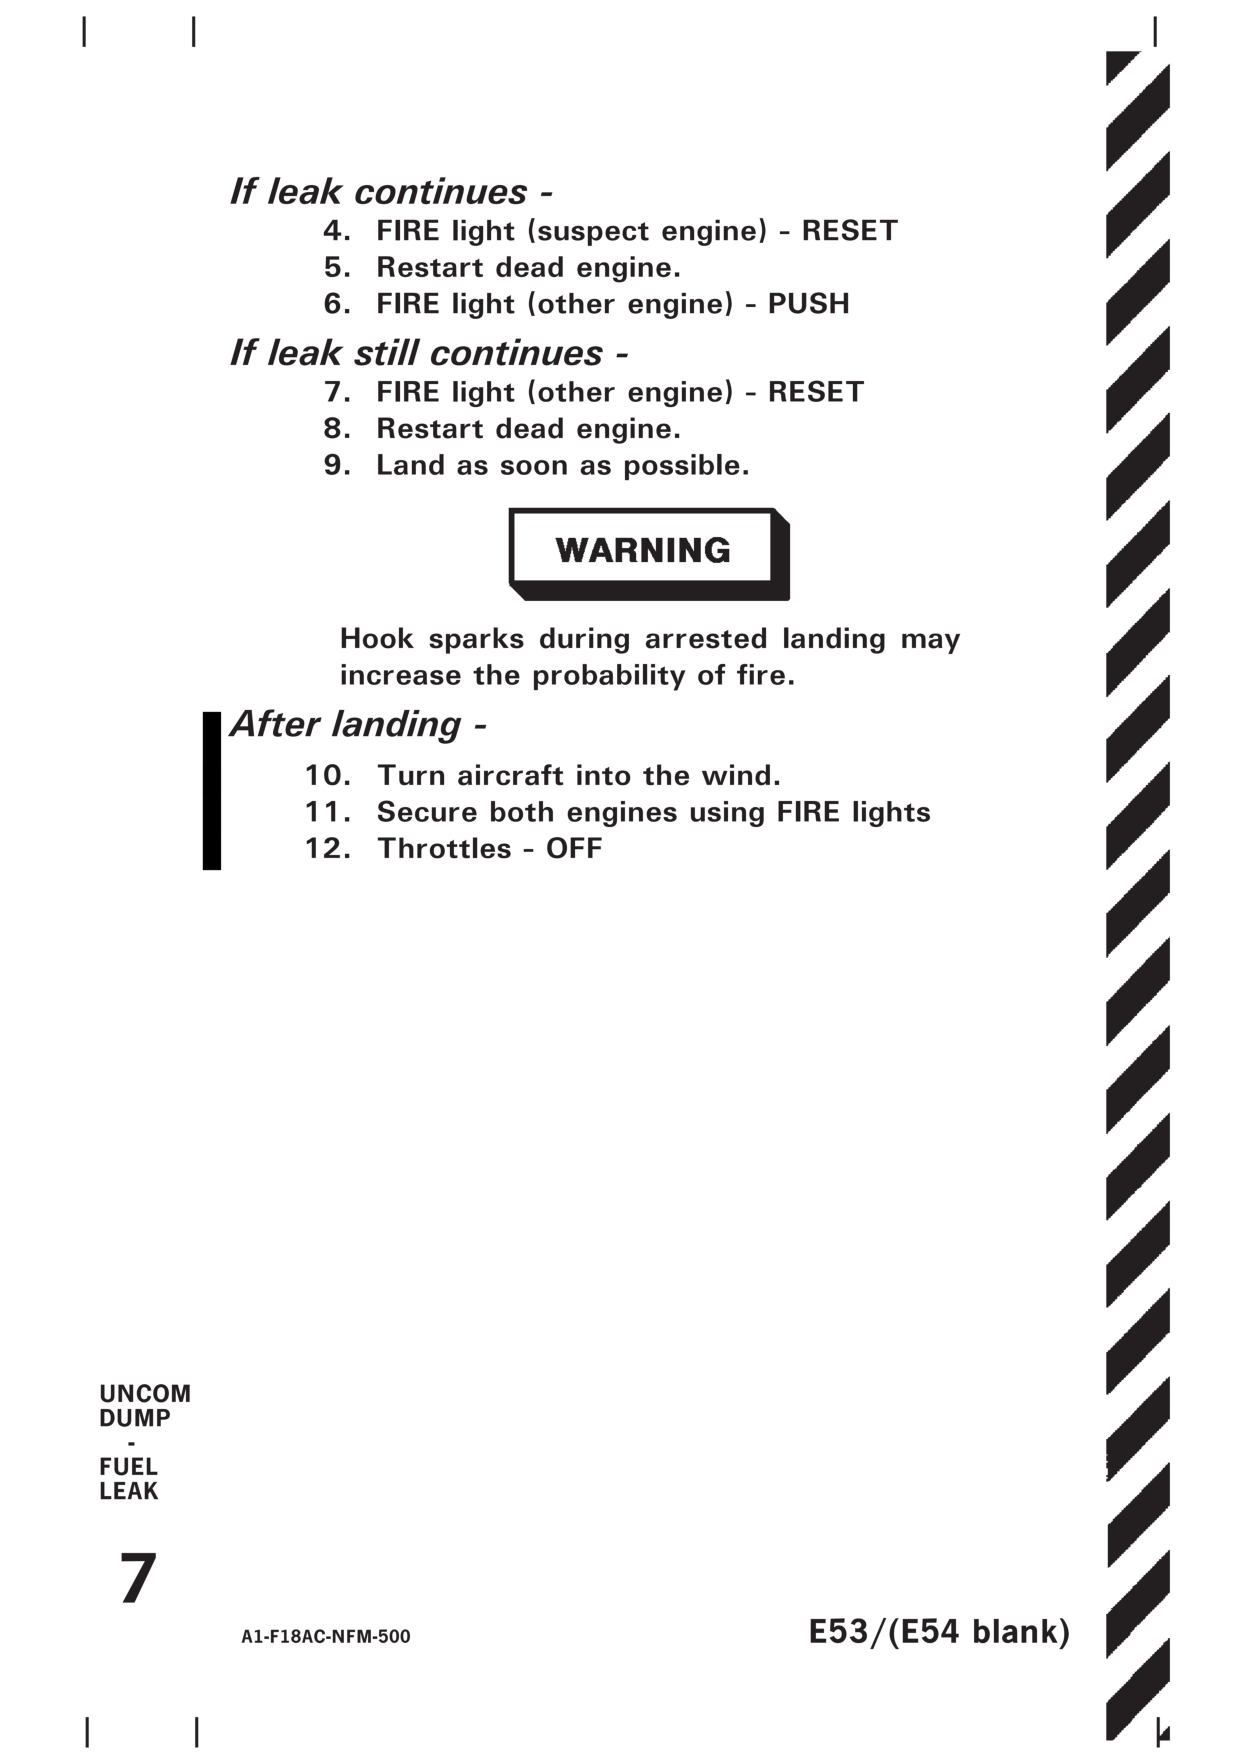 If leak continues -
4. FIRE light (suspect engine) - RESET
5. Restart dead engine.
6. FIRE light (other engine) - PUSH
If leak still continues -
7. FIRE light (other engine) - RESET
8. Restart dead engine.
9. Land as soon as possible.
WARNING
Hook sparks during arrested landing may
increase the probability of fire.
After landing -
10. Turn aircraft into the wind.
11. Secure both engines using FIRE lights
12. Throttles - OFF
UNCOM
DUMP
-
FUEL
LEAK
7
A1-F18AC-NFM-500
E53/(E54 blank)